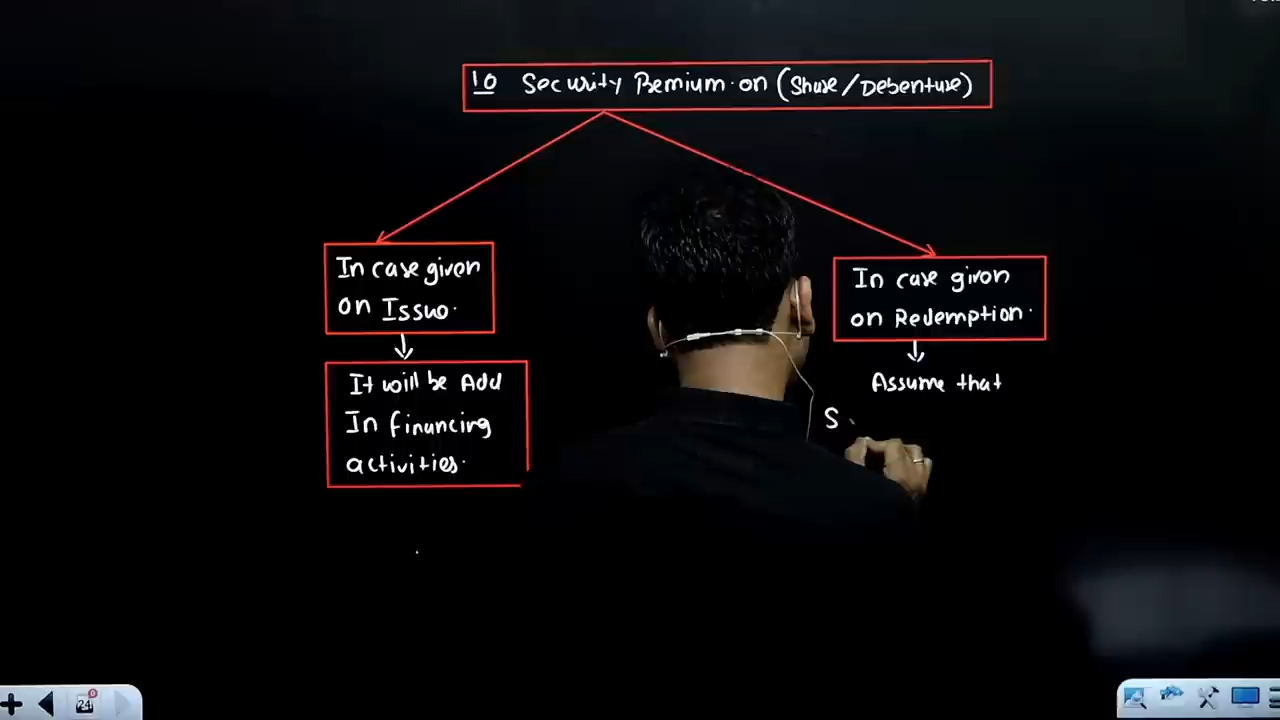 10 Security Premium on (Share/Debenture)
In case given
on Issue.
It will be Add
In financing
activities.
In case given
on Redemption.
Assume that
S
24